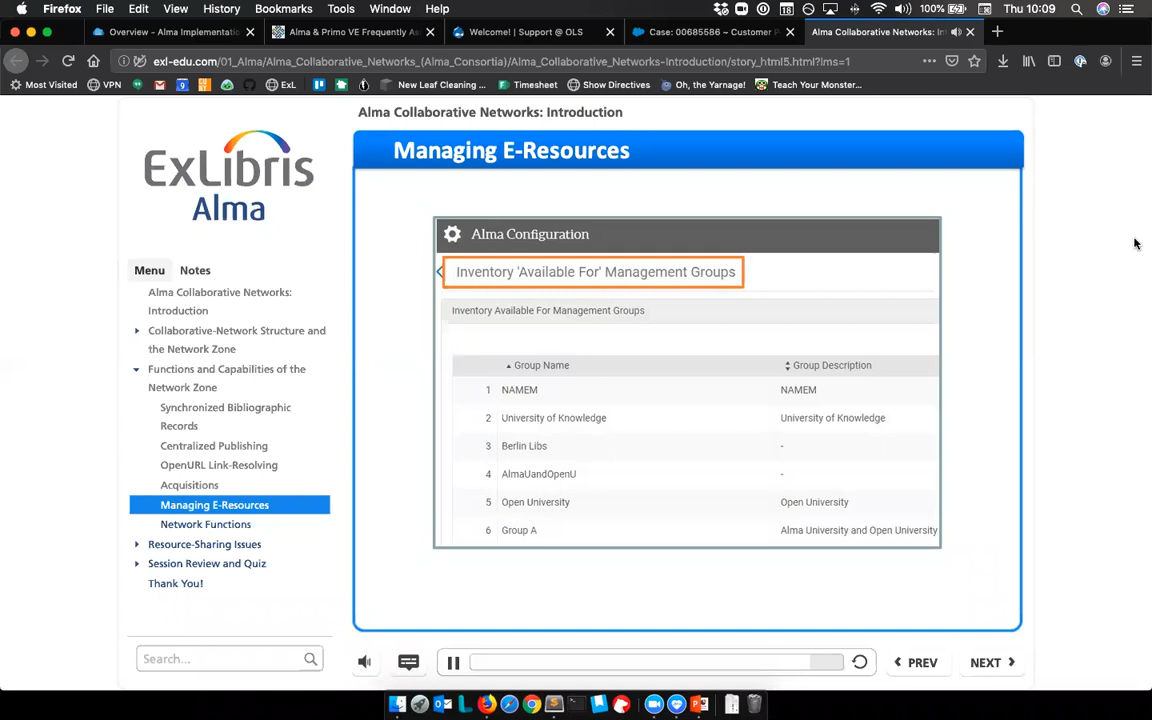 Firefox File Edit View History Bookmarks Tools Window Help 100% Thu 10:09
Overview - Alma Implementatio Alma & Primo VE Frequently As Welcome! | Support @ OLS Case: 00685586 ~ Customer P Alma Collaborative Networks: Int
exl-edu.com/01_Alma/Alma_Collaborative_Networks_(Alma_Consortia)/Alma_Collaborative_Networks-Introduction/story_html5.html?lms=1
Most Visited VPN ExL New Leaf Cleaning ... Timesheet Show Directives Oh, the Yarnage! Teach Your Monster...
Alma Collaborative Networks: Introduction
ExLibris
Alma
Managing E-Resources
Menu Notes
Alma Collaborative Networks:
Introduction
Collaborative-Network Structure and
the Network Zone
Functions and Capabilities of the
Network Zone
Synchronized Bibliographic
Records
Centralized Publishing
OpenURL Link-Resolving
Acquisitions
Managing E-Resources
Network Functions
Resource-Sharing Issues
Session Review and Quiz
Thank You!
Search...
Alma Configuration
Inventory 'Available For' Management Groups
Inventory Available For Management Groups
Group Name Group Description
1 NAMEM NAMEM
2 University of Knowledge University of Knowledge
3 Berlin Libs -
4 AlmaUandOpenU -
5 Open University Open University
6 Group A Alma University and Open University
PREV NEXT